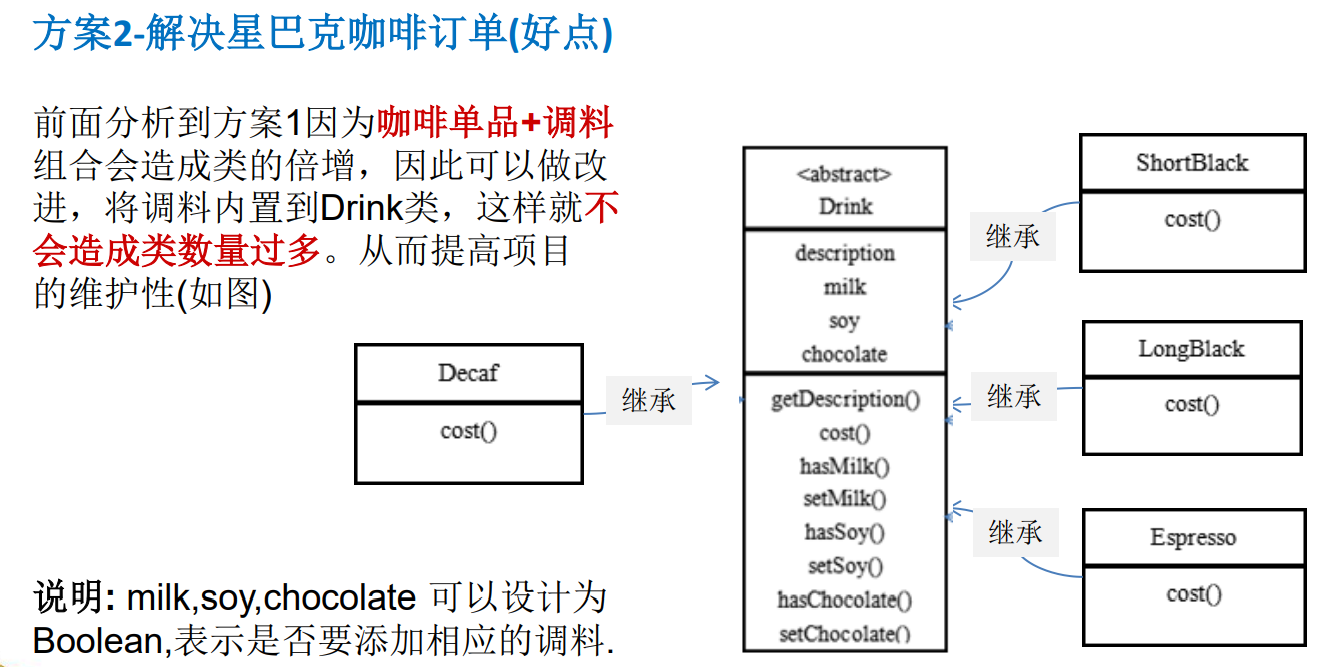 方案2-解决星巴克咖啡订单(好点)
前面分析到方案1因为咖啡单品+调料
组合会造成类的倍增，因此可以做改
进，将调料内置到Drink类，这样就不
会造成类数量过多。从而提高项目
的维护性(如图)
Decaf
cost()
继承
<abstract>
Drink
description
milk
soy
chocolate
getDescription()
cost()
hasMilk()
setMilk()
hasSoy()
setSoy()
hasChocolate()
setChocolate()
继承
ShortBlack
cost()
继承
LongBlack
cost()
继承
Espresso
cost()
说明: milk,soy,chocolate 可以设计为
Boolean,表示是否要添加相应的调料.